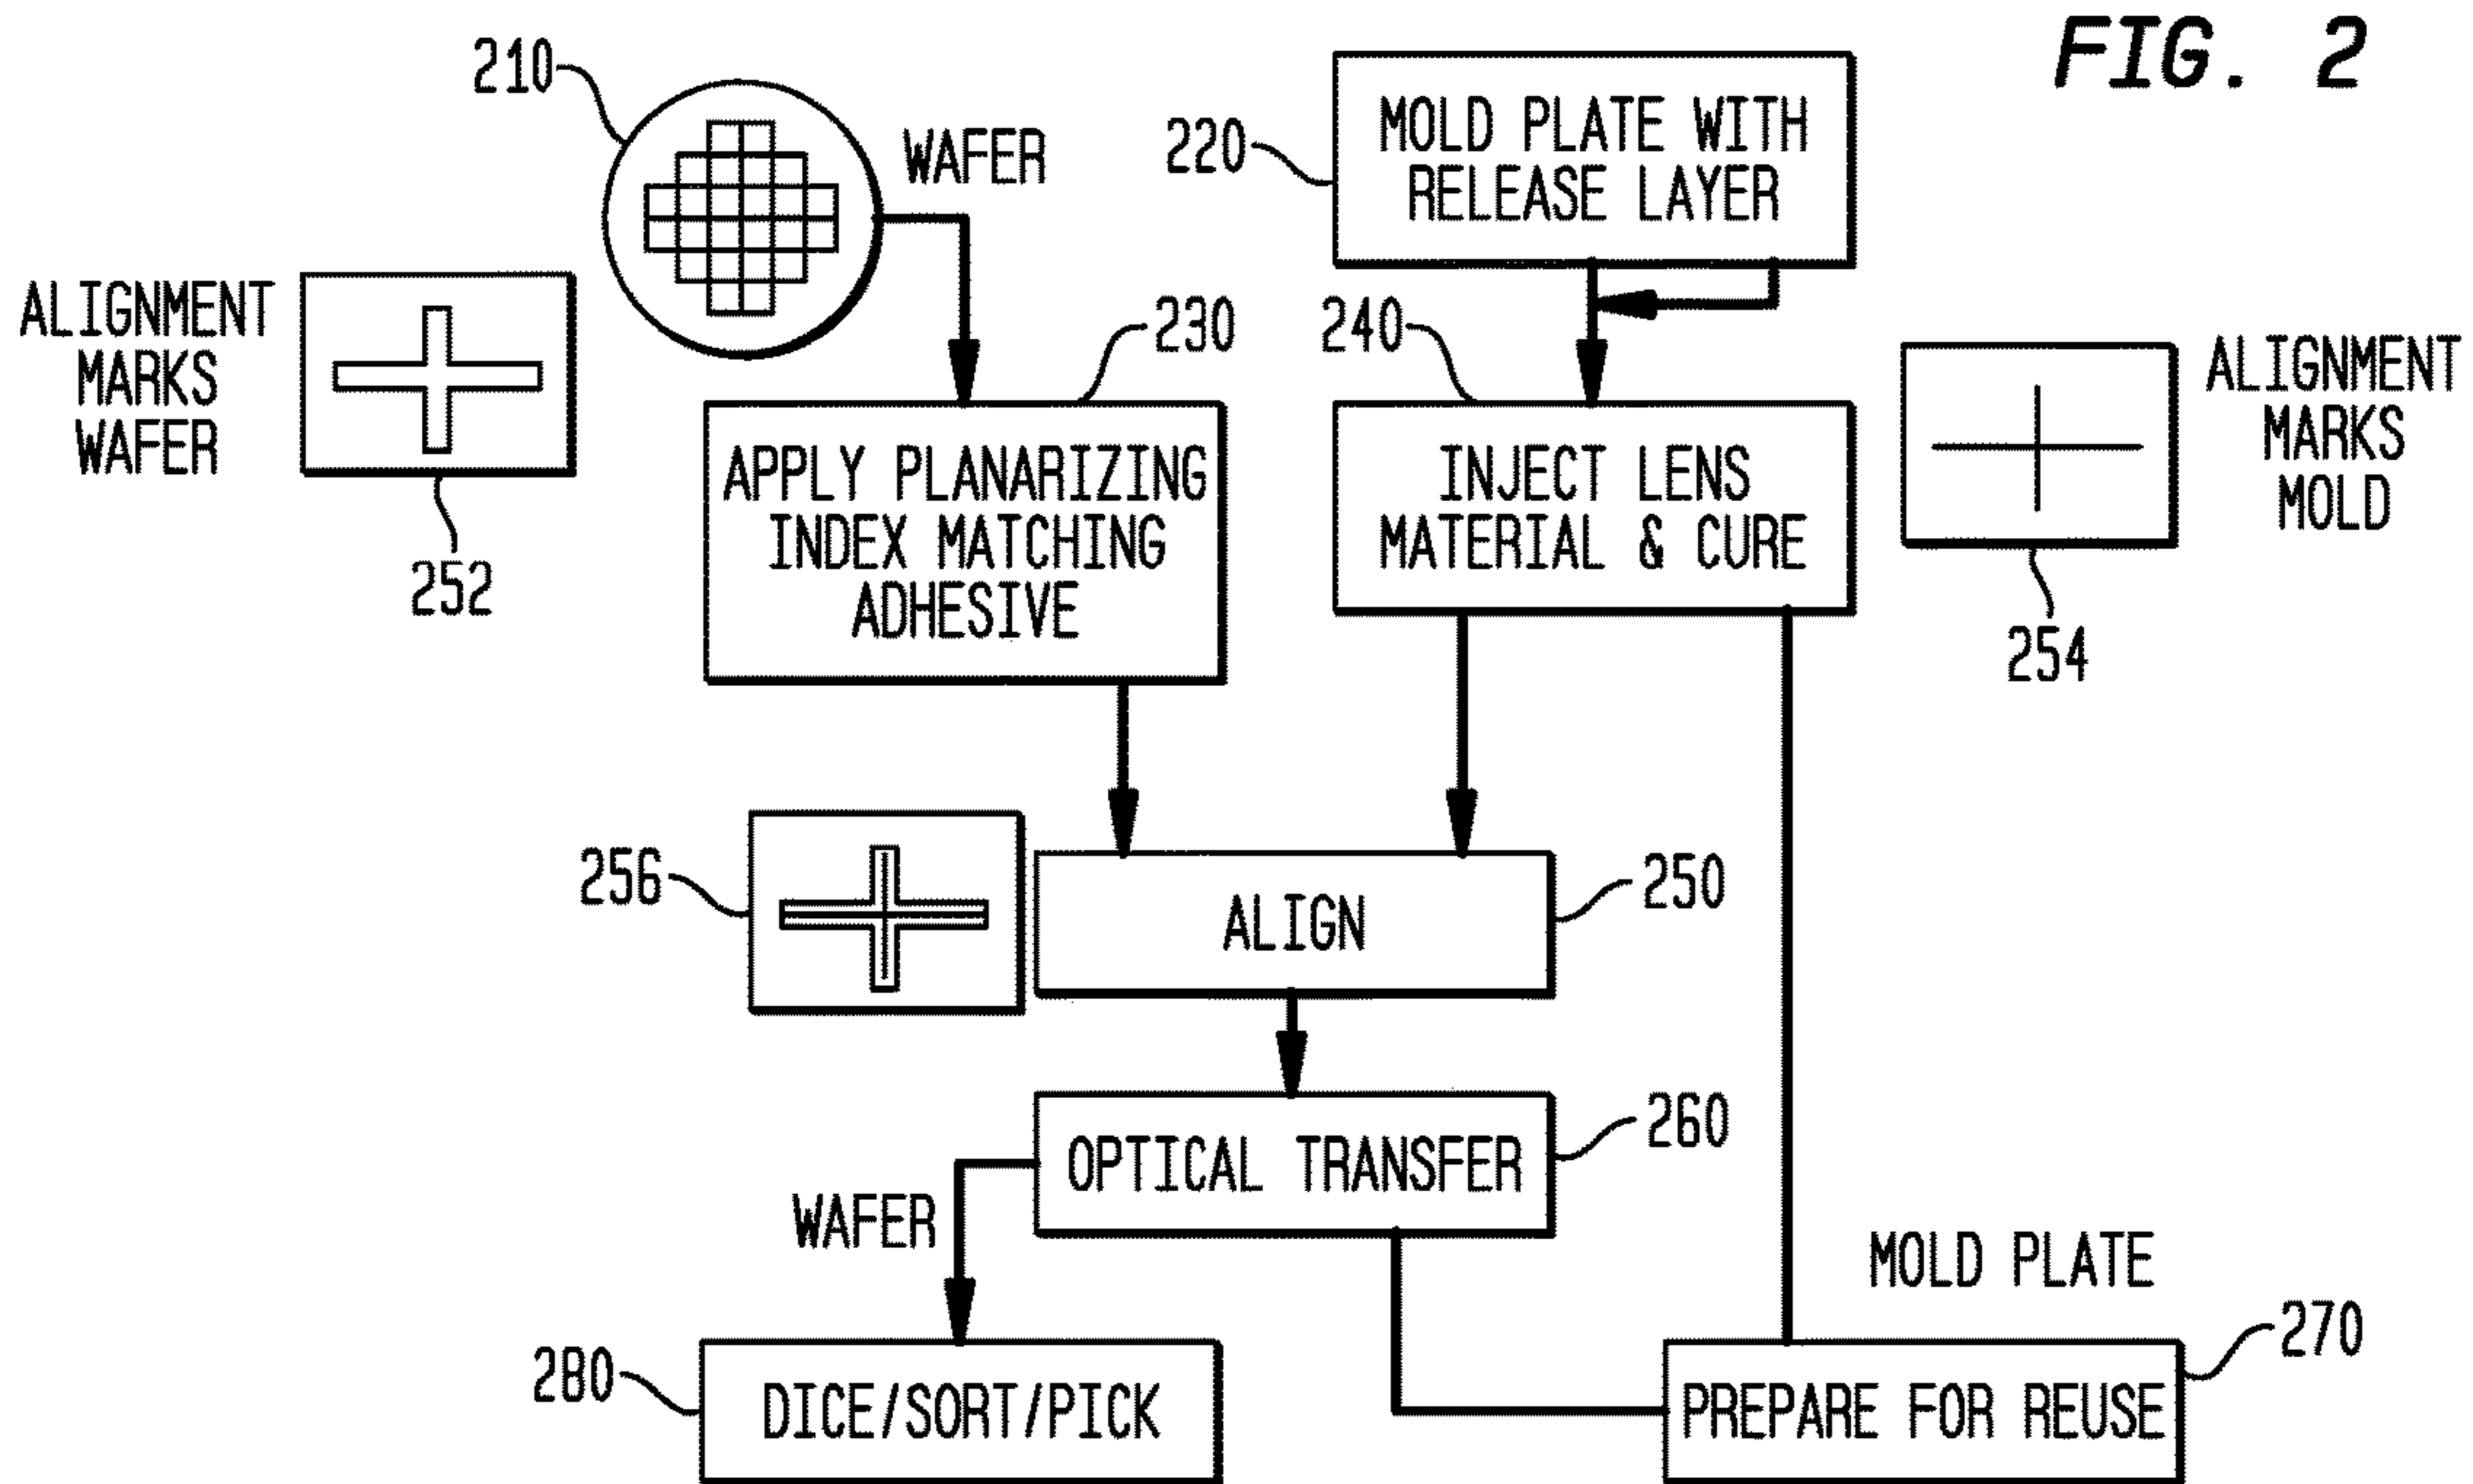 FIG. 2
210
WAFER
220
MOLD PLATE WITH
RELEASE LAYER
ALIGNMENT
MARKS
WAFER
252
230
APPLY PLANARIZING
INDEX MATCHING
ADHESIVE
240
INJECT LENS
MATERIAL & CURE
ALIGNMENT
MARKS
MOLD
254
256
ALIGN
250
OPTICAL TRANSFER
260
WAFER
MOLD PLATE
280
DICE/SORT/PICK
PREPARE FOR REUSE
270